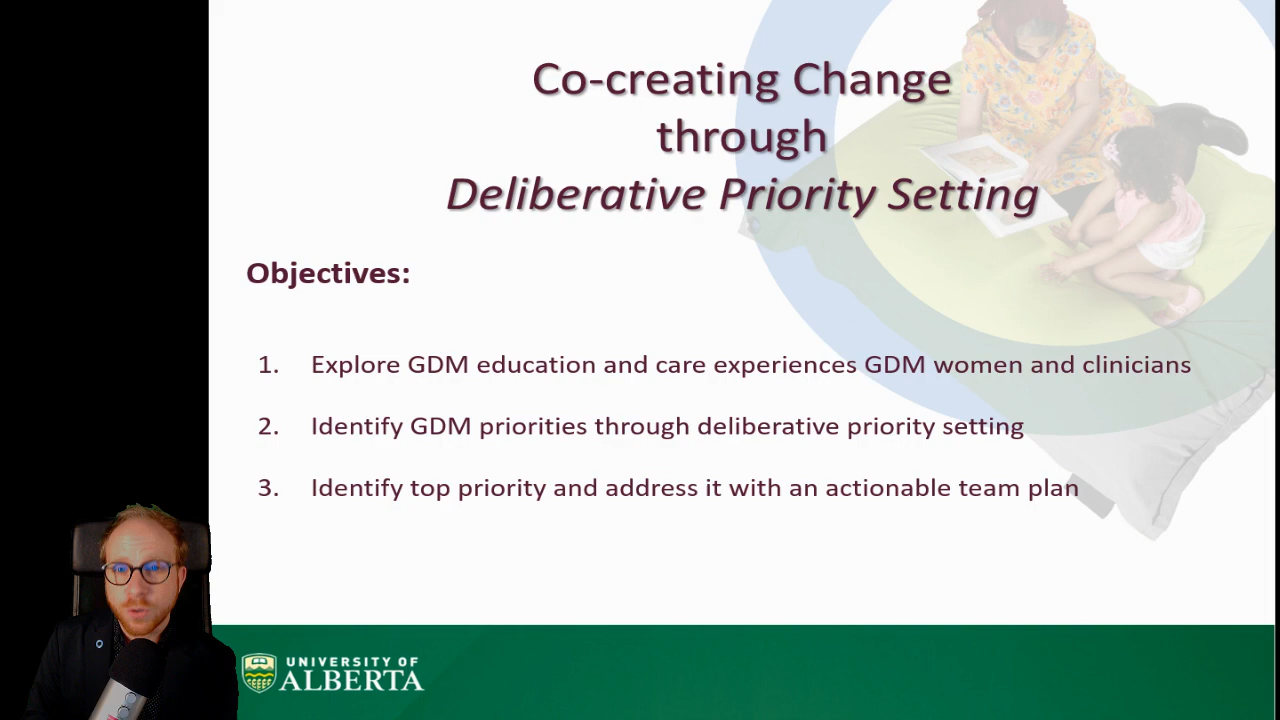 Co-creating Change
through
Deliberative Priority Setting
Objectives:
1. Explore GDM education and care experiences GDM women and clinicians
2. Identify GDM priorities through deliberative priority setting
3. Identify top priority and address it with an actionable team plan
UNIVERSITY OF
ALBERTA